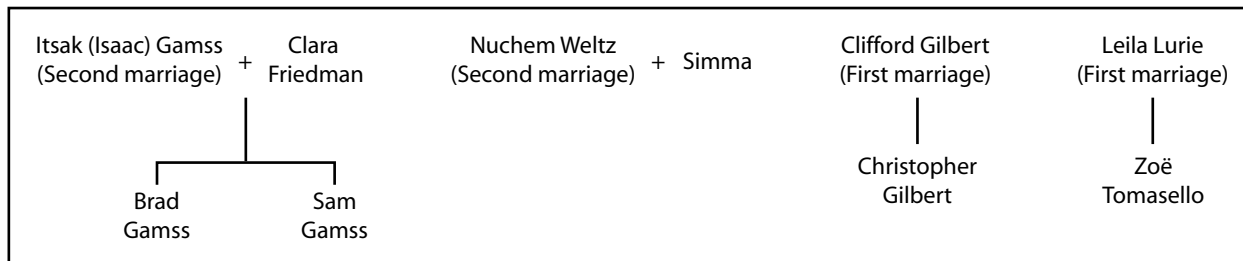 Itsak (Isaac) Gamss
(Second marriage)
+
Clara
Friedman
Nuchem Weltz
(Second marriage)
+
Simma
Clifford Gilbert
(First marriage)
Leila Lurie
(First marriage)
Brad
Gamss
Sam
Gamss
Christopher
Gilbert
Zoë
Tomasello